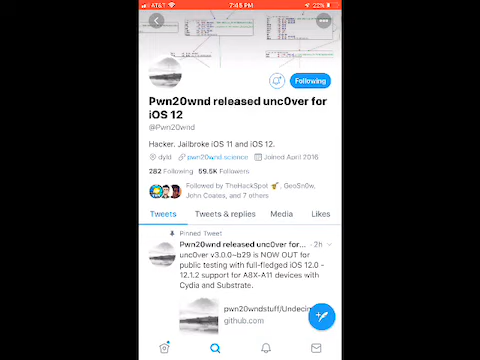 AT&T
7:45 PM
22%
Following
Pwn20wnd released unc0ver for
iOS 12
@Pwn20wnd
Hacker. Jailbroke iOS 11 and iOS 12.
dyld pwn20wnd.science Joined April 2016
282 Following 59.5K Followers
Followed by TheHackSpot, GeoSn0w,
John Coates, and 7 others
Tweets Tweets & replies Media Likes
Pinned Tweet
Pwn20wnd released unc0ver for... · 2h
unc0ver v3.0.0~b29 is NOW OUT for
public testing with full-fledged iOS 12.0 -
12.1.2 support for A8X-A11 devices with
Cydia and Substrate.
pwn20wndstuff/Undecim
github.com